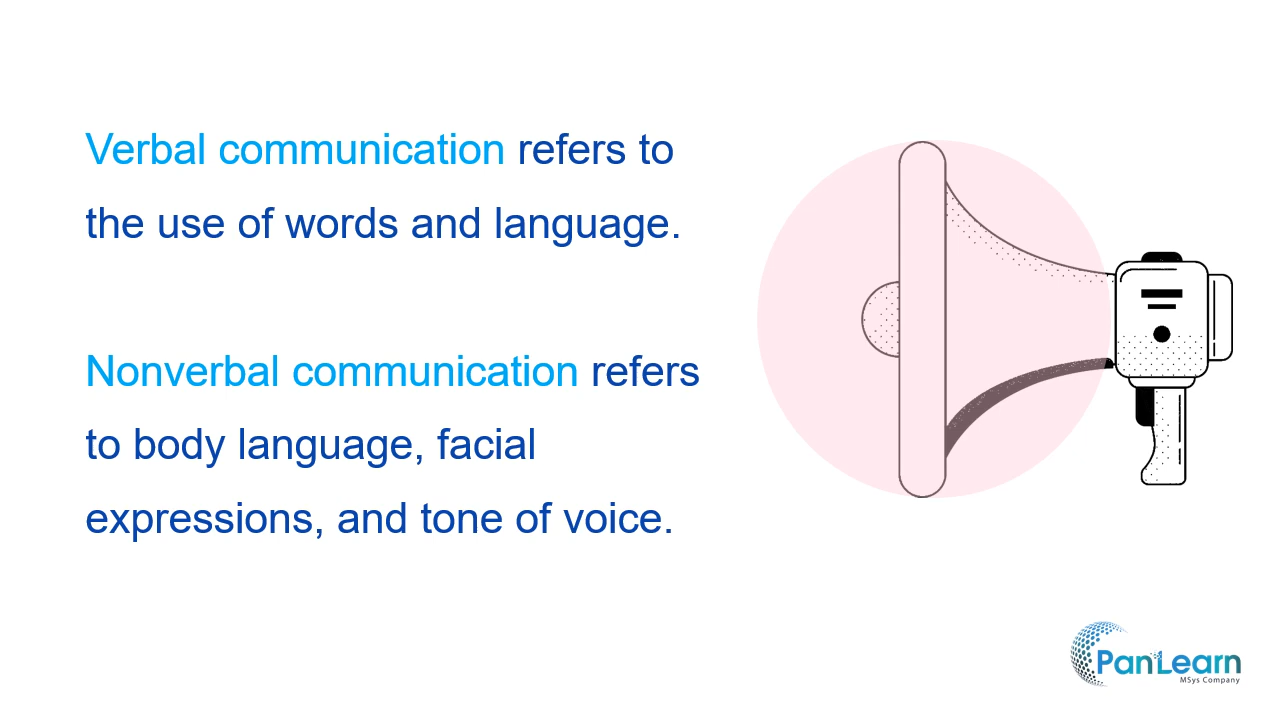 Verbal communication refers to
the use of words and language.
Nonverbal communication refers
to body language, facial
expressions, and tone of voice.
PanLearn
MSys Company